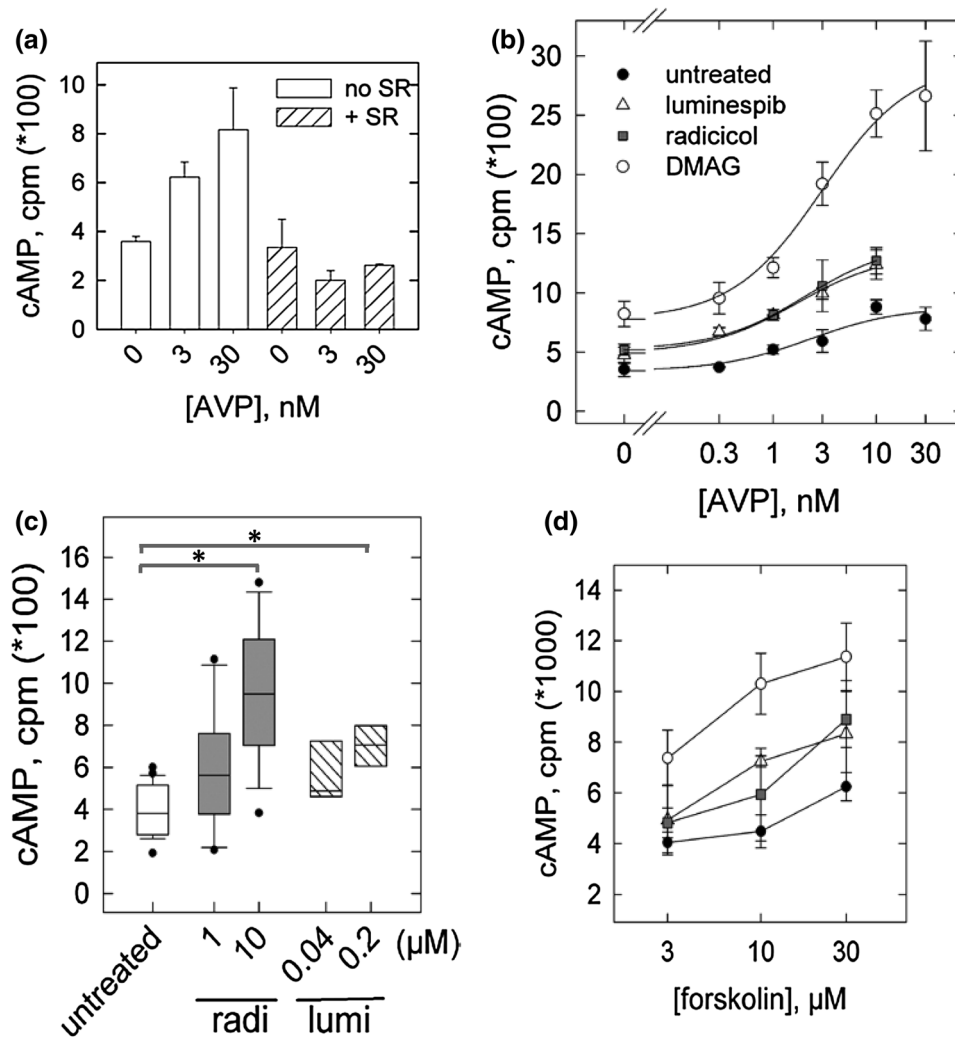 (a)
cAMP, cpm (*100)
10
8
6
4
2
0
no SR
+ SR
0 3 30 0 3 30
[AVP], nM
(b)
cAMP, cpm (*100)
30
25
20
15
10
5
0
untreated
luminespib
radicicol
DMAG
0 0.3 1 3 10 30
[AVP], nM
(c)
cAMP, cpm (*100)
16
14
12
10
8
6
4
2
0
*
*
untreated 1 10 0.04 0.2 (µM)
radi lumi
(d)
cAMP, cpm (*1000)
14
12
10
8
6
4
2
3 10 30
[forskolin], µM